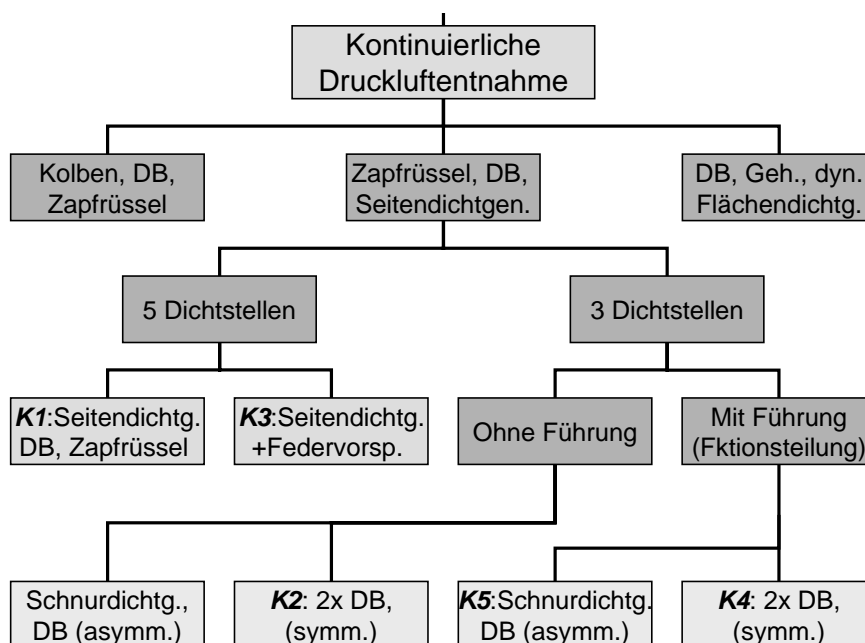 Kontinuierliche
Druckluftentnahme
Kolben, DB,
Zapfrüssel
Zapfrüssel, DB,
Seitendichtgen.
DB, Geh., dyn.
Flächendichtg.
5 Dichtstellen
3 Dichtstellen
K1:Seitendichtg.
DB, Zapfrüssel
K3:Seitendichtg.
+Federvorsp.
Ohne Führung
Mit Führung
(Fktionsteilung)
Schnurdichtg.,
DB (asymm.)
K2: 2x DB,
(symm.)
K5:Schnurdichtg.
DB (asymm.)
K4: 2x DB,
(symm.)